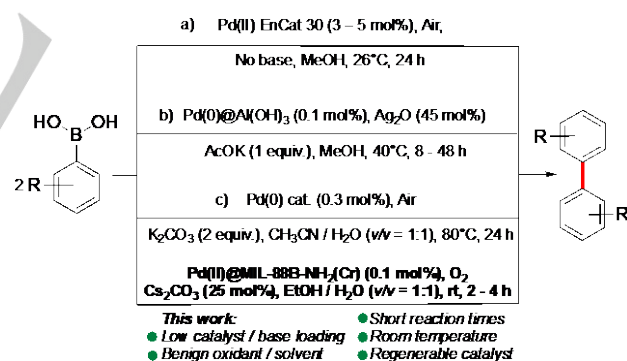 a) Pd(II) EnCat 30 (3 – 5 mol%), Air,
No base, MeOH, 26°C, 24 h
b) Pd(0)@Al(OH)₃ (0.1 mol%), Ag₂O (45 mol%)
AcOK (1 equiv.), MeOH, 40°C, 8 - 48 h
c) Pd(0) cat. (0.3 mol%), Air
K₂CO₃ (2 equiv.), CH₃CN / H₂O (v/v = 1:1), 80°C, 24 h
Pd(II)@MIL-88B-NH₂(Cr) (0.1 mol%), O₂
Cs₂CO₃ (25 mol%), EtOH / H₂O (v/v = 1:1), rt, 2 - 4 h
HO B OH
2 R
R
R
This work:
Low catalyst / base loading
Benign oxidant / solvent
Short reaction times
Room temperature
Regenerable catalyst